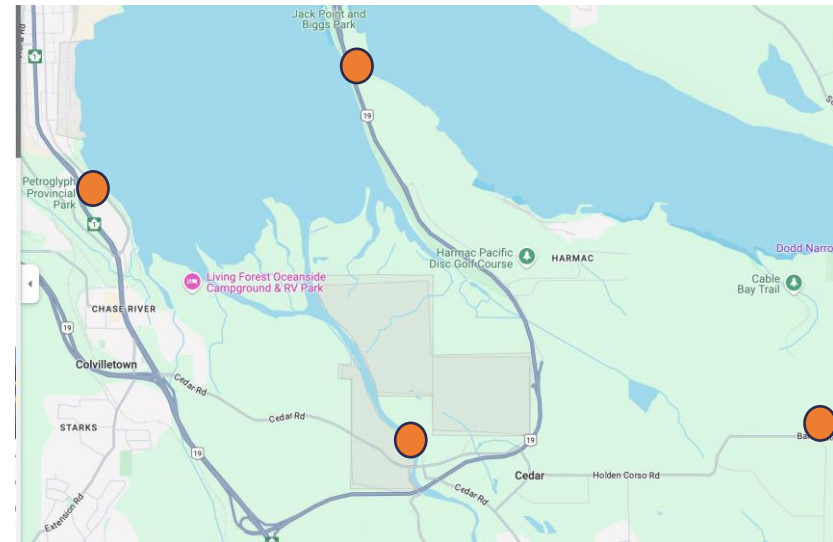 Jack Point and
Biggs Park
1
19
Petroglyph
Provincial
Park
1
Harmac Pacific
Disc Golf Course
HARMAC
Dodd Narro
Cable
Bay Trail
Living Forest Oceanside
Campground & RV Park
CHASE RIVER
19
Colvilletown
Cedar Rd
Cedar Rd
STARKS
19
19
Cedar
Holden Corso Rd
Cedar Rd
Extension Rd